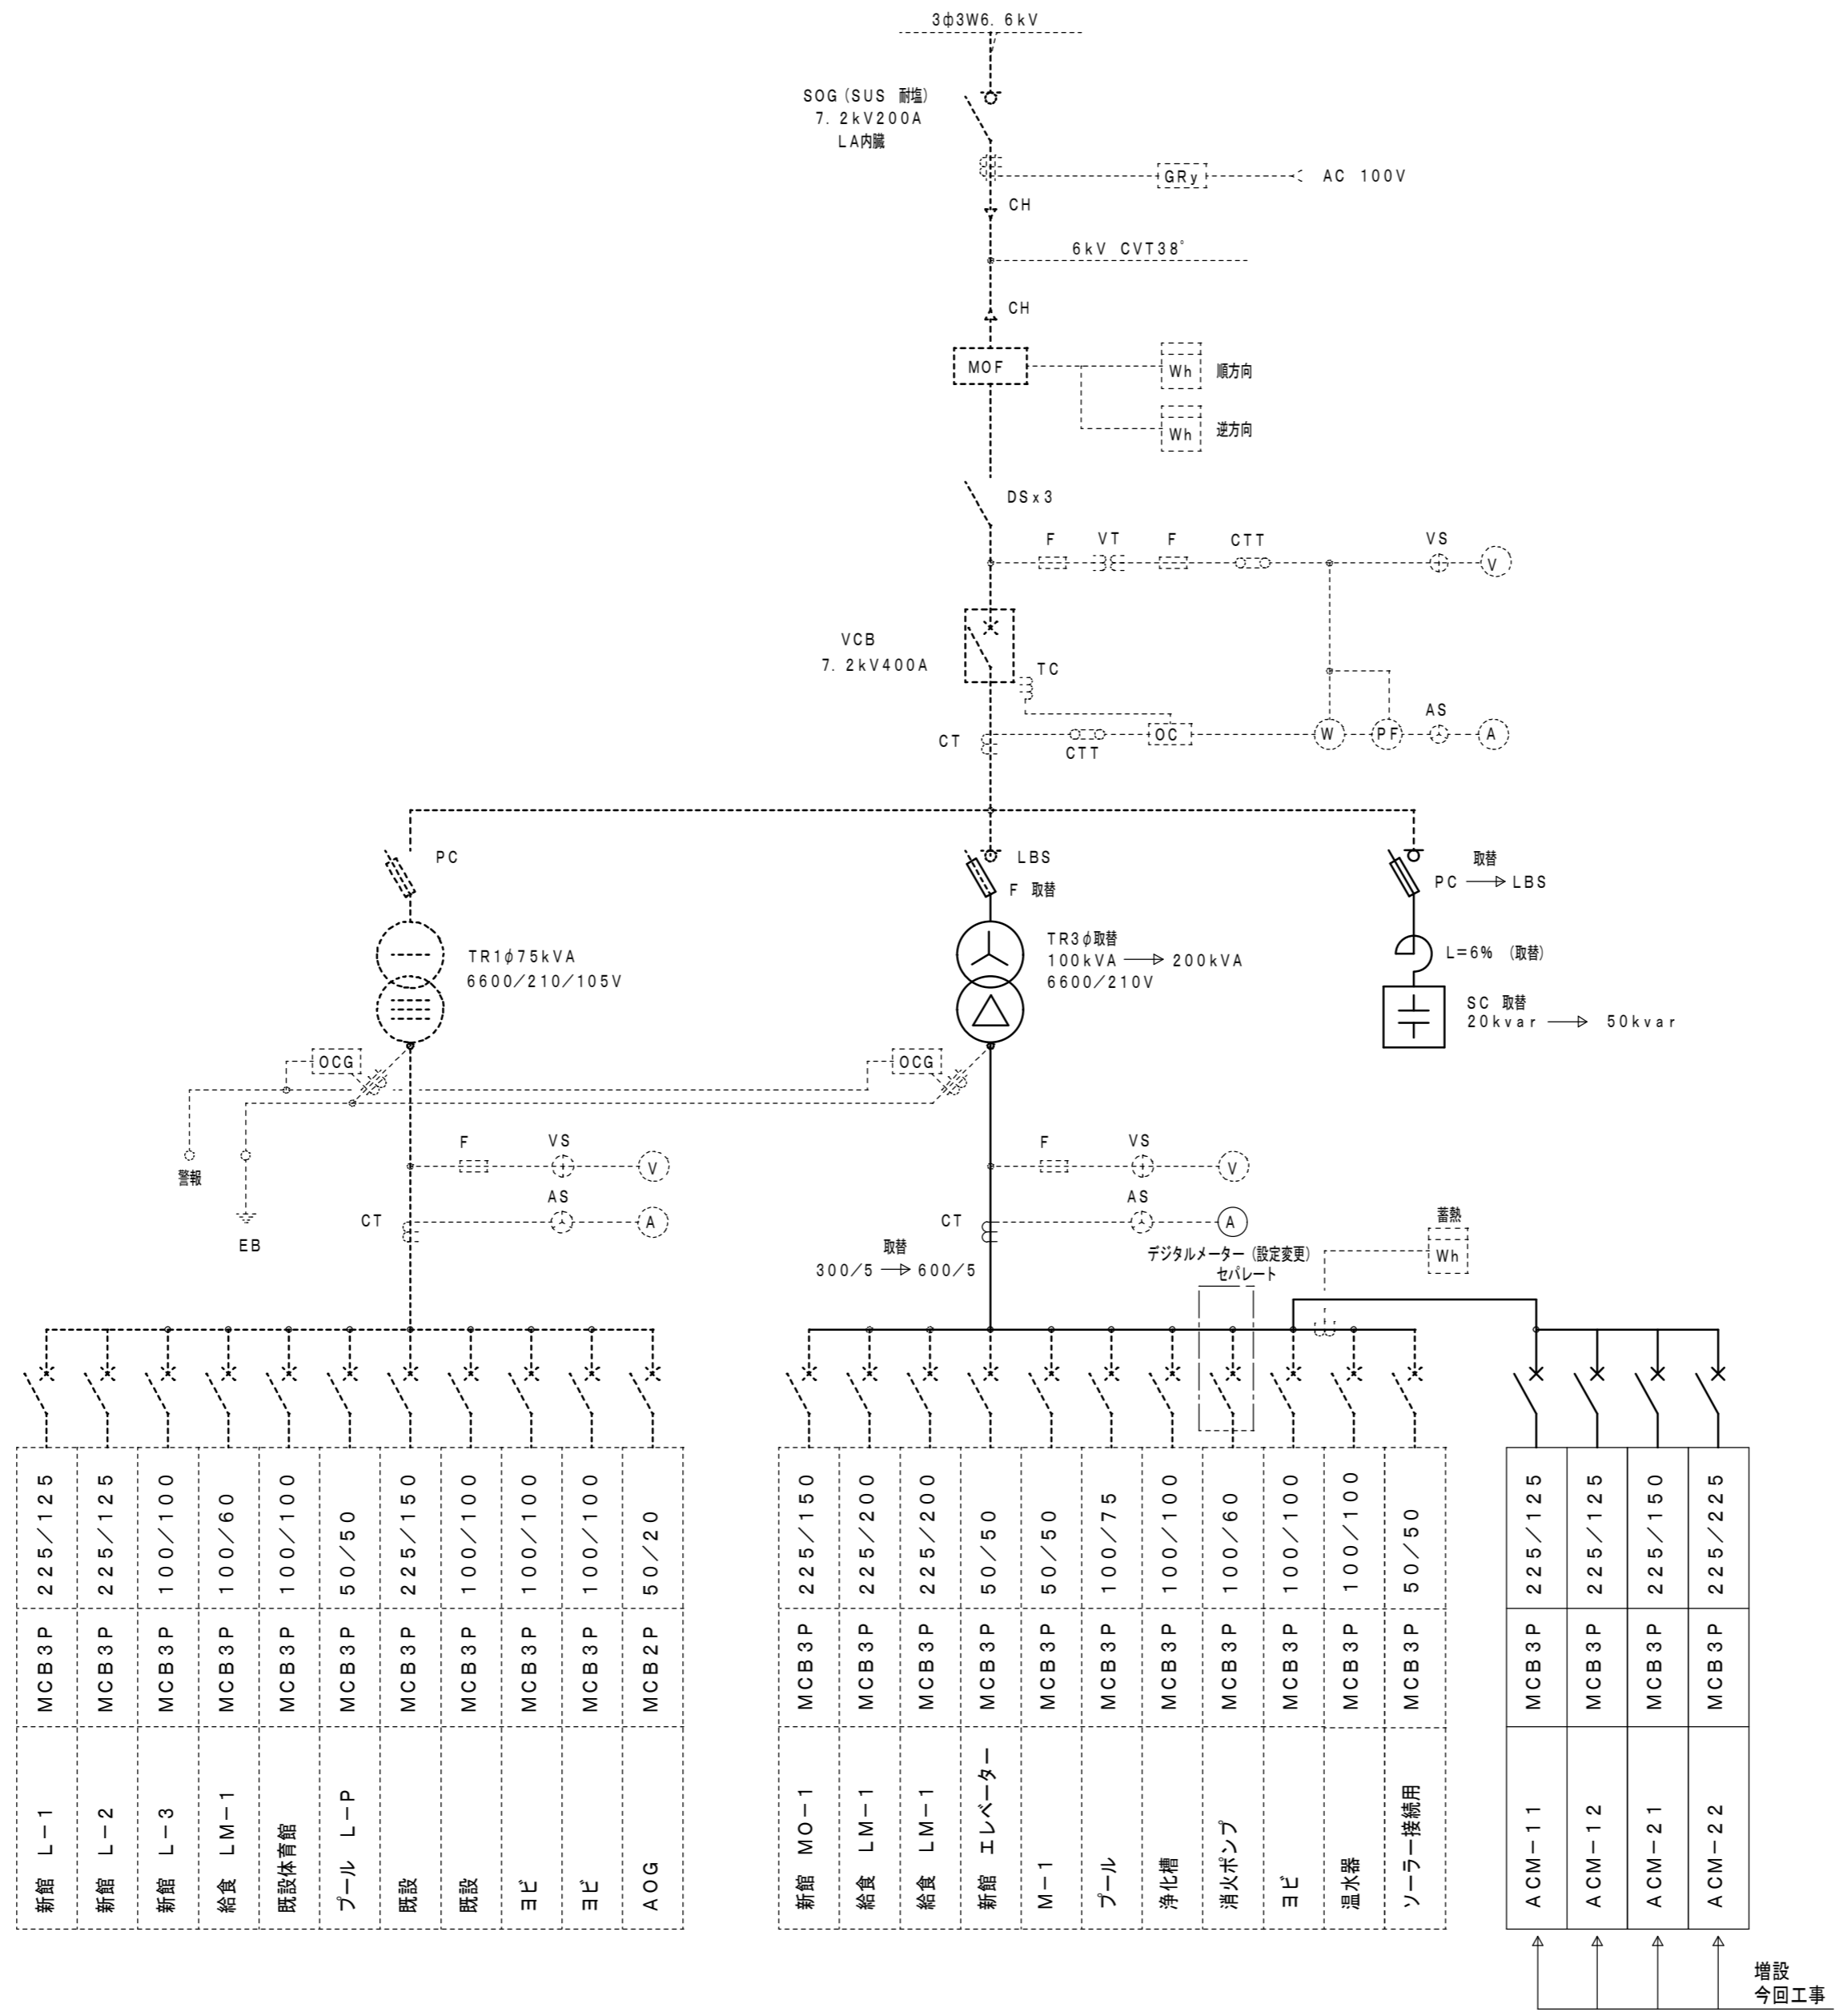 3φ3W6.6kV
SOG(SUS 耐塩)
7.2kV200A
LA内臓
GRy
AC 100V
CH
6kV CVT38°
CH
MOF
Wh
順方向
Wh
逆方向
DSx3
F
VT
F
CTT
VS
V
VCB
7.2kV400A
TC
CT
CTT
OC
W
PF
AS
A
PC
LBS
F 取替
取替
PC
LBS
TR1φ75kVA
6600/210/105V
TR3φ取替
100kVA
200kVA
6600/210V
L=6% (取替)
SC 取替
20kvar
50kvar
OCG
OCG
警報
EB
F
VS
V
AS
CT
A
F
VS
V
AS
CT
A
取替
300/5
600/5
デジタルメーター(設定変更)
セパレート
蓄熱
Wh
225/125
225/125
100/100
100/60
100/100
50/50
225/150
100/100
100/100
100/100
50/20
MCB3P
MCB3P
MCB3P
MCB3P
MCB3P
MCB3P
MCB3P
MCB3P
MCB3P
MCB3P
MCB2P
新館 L-1
新館 L-2
新館 L-3
給食 LM-1
既設体育館
プール L-P
既設
既設
ヨビ
ヨビ
AOG
225/150
225/200
225/200
50/50
50/50
100/75
100/100
100/60
100/100
100/100
50/50
MCB3P
MCB3P
MCB3P
MCB3P
MCB3P
MCB3P
MCB3P
MCB3P
MCB3P
MCB3P
MCB3P
新館 MO-1
給食 LM-1
給食 LM-1
新館 エレベーター
M-1
プール
浄化槽
消火ポンプ
ヨビ
温水器
ソーラー接続用
225/125
225/125
225/150
225/225
MCB3P
MCB3P
MCB3P
MCB3P
ACM-11
ACM-12
ACM-21
ACM-22
増設
今回工事